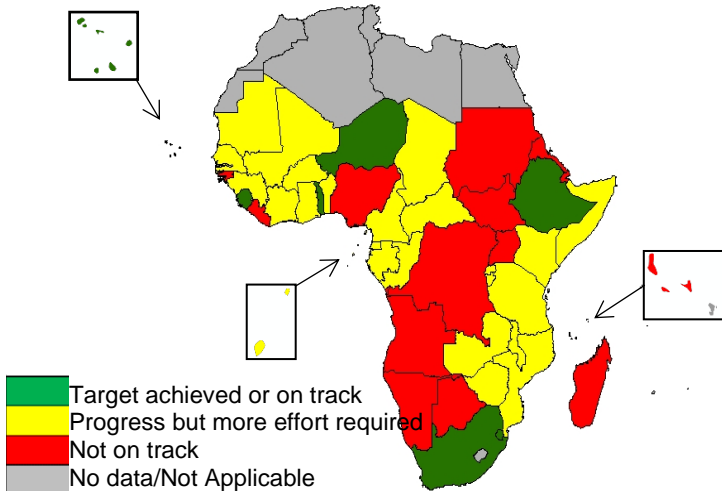 Target achieved or on track
Progress but more effort required
Not on track
No data/Not Applicable